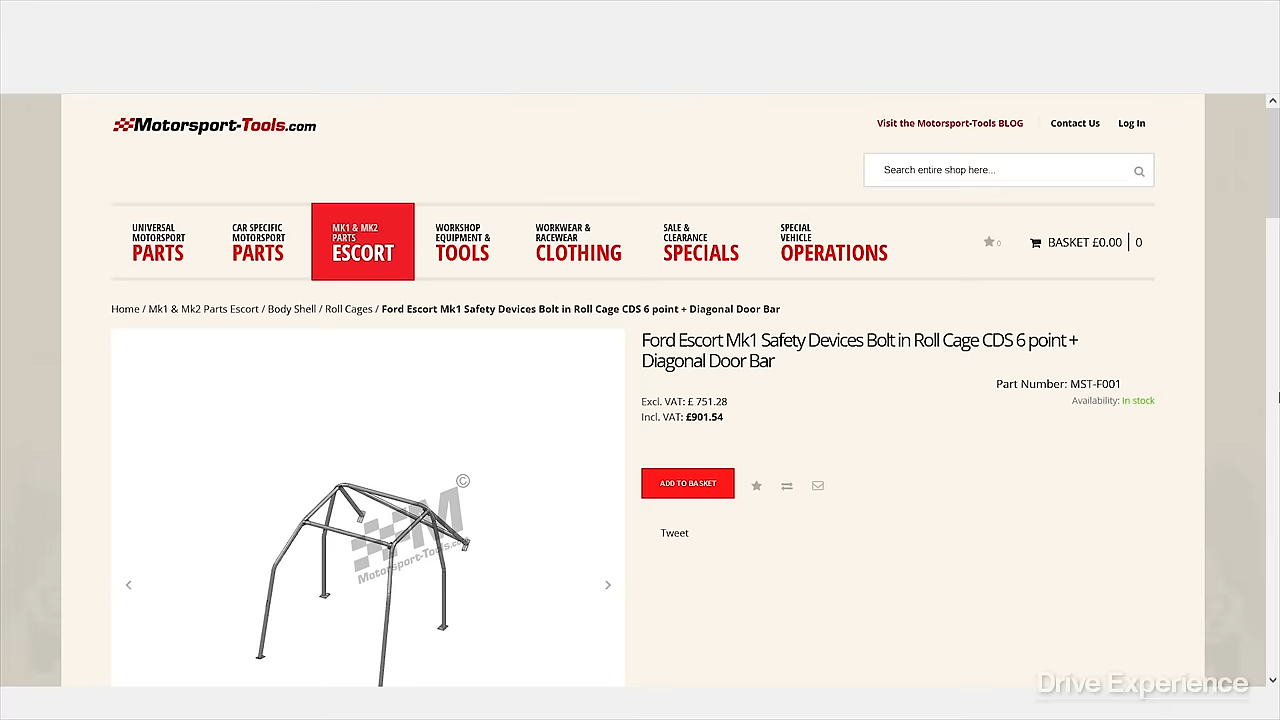 Motorsport-Tools.com
Visit the Motorsport-Tools BLOG
Contact Us
Log In
Search entire shop here...
UNIVERSAL
MOTORSPORT
PARTS
CAR SPECIFIC
MOTORSPORT
PARTS
MK1 & MK2
PARTS
ESCORT
WORKSHOP
EQUIPMENT &
TOOLS
WORKWEAR &
RACEWEAR
CLOTHING
SALE &
CLEARANCE
SPECIALS
SPECIAL
VEHICLE
OPERATIONS
0
BASKET £0.00
0
Home / Mk1 & Mk2 Parts Escort / Body Shell / Roll Cages / Ford Escort Mk1 Safety Devices Bolt in Roll Cage CDS 6 point + Diagonal Door Bar
Ford Escort Mk1 Safety Devices Bolt in Roll Cage CDS 6 point +
Diagonal Door Bar
Part Number: MST-F001
Availability: In stock
Excl. VAT: £ 751.28
Incl. VAT: £901.54
ADD TO BASKET
Tweet
©
M
Motorsport-Tools.com
Drive Experience